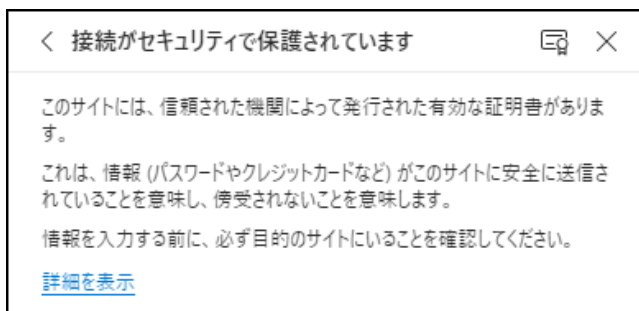 接続がセキュリティで保護されています
このサイトには、信頼された機関によって発行された有効な証明書がありま
す。
これは、情報 (パスワードやクレジットカードなど) がこのサイトに安全に送信さ
れていることを意味し、傍受されないことを意味します。
情報を入力する前に、必ず目的のサイトにいることを確認してください。
詳細を表示